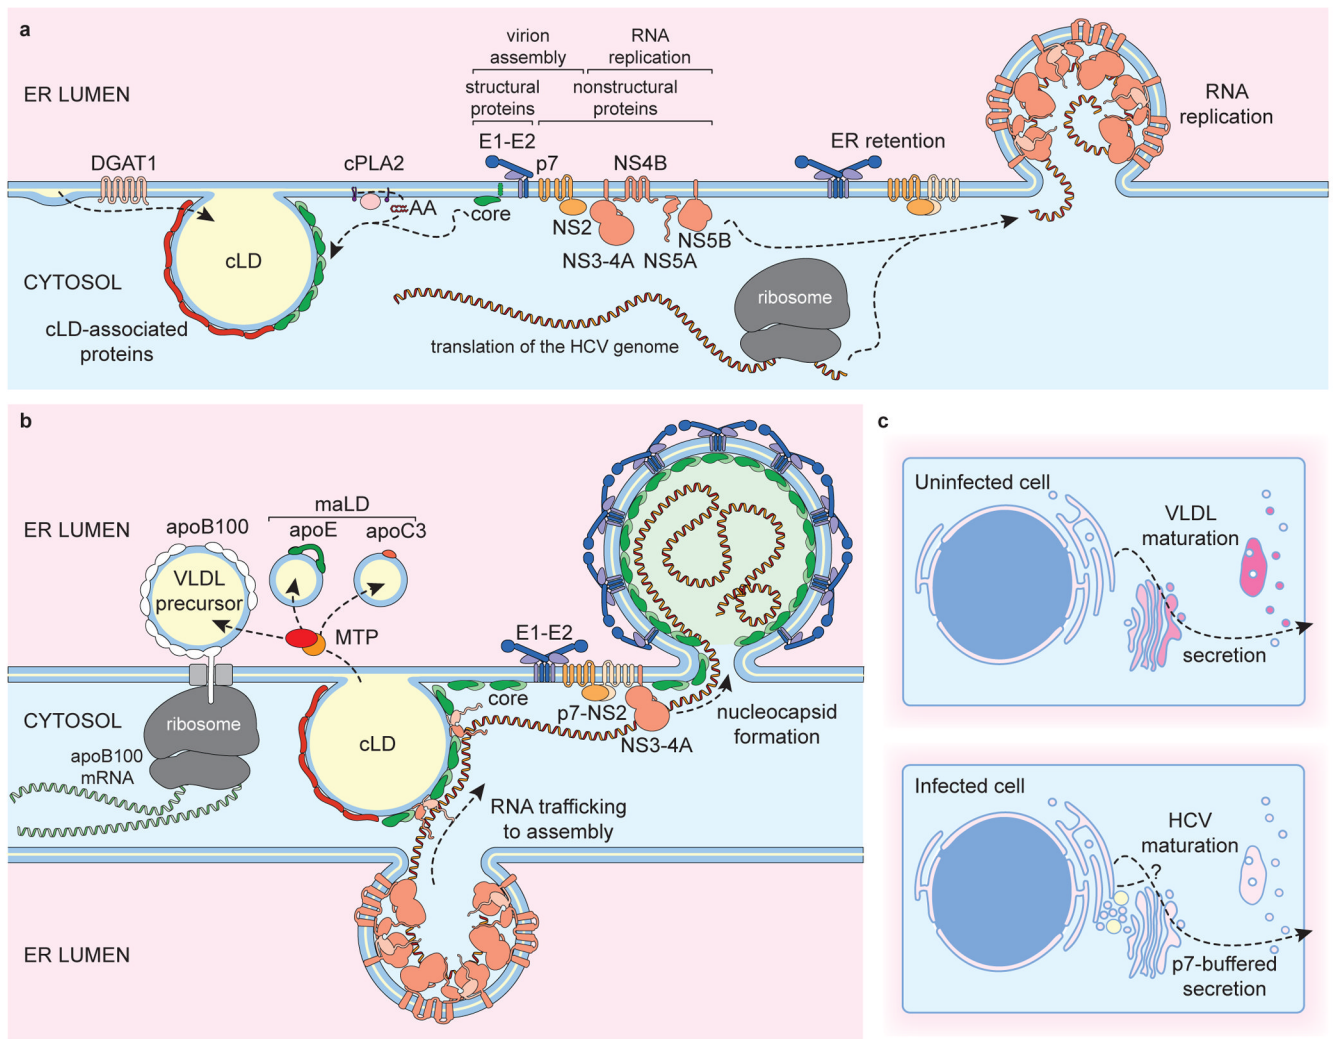 a
virion
assembly
RNA
replication
structural
proteins
nonstructural
proteins
ER LUMEN
RNA
replication
DGAT1
cPLA2
E1-E2
p7
NS4B
ER retention
AA
core
NS2
NS5B
NS3-4A
NS5A
cLD
CYTOSOL
cLD-associated
proteins
ribosome
translation of the HCV genome
b
ER LUMEN
apoB100
maLD
apoE
apoC3
VLDL
precursor
MTP
E1-E2
CYTOSOL
ribosome
core
p7-NS2
NS3-4A
nucleocapsid
formation
cLD
apoB100
mRNA
RNA trafficking
to assembly
ER LUMEN
c
Uninfected cell
VLDL
maturation
secretion
Infected cell
HCV
maturation
?
p7-buffered
secretion